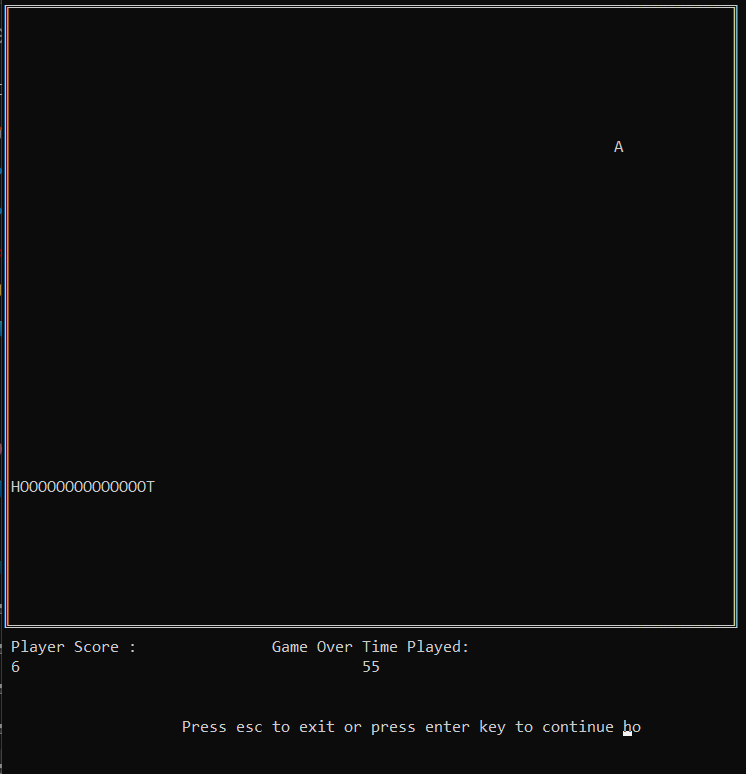 A
HOOOOOOOOOOOOOOT
Player Score : Game Over Time Played:
6 55
Press esc to exit or press enter key to continue ho